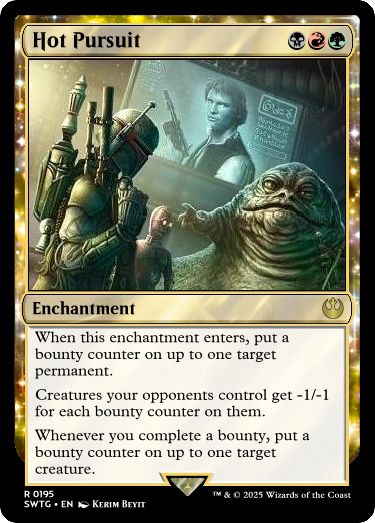 Hot Pursuit
Enchantment
When this enchantment enters, put a
bounty counter on up to one target
permanent.
Creatures your opponents control get -1/-1
for each bounty counter on them.
Whenever you complete a bounty, put a
bounty counter on up to one target
creature.
R 0195
SWTG • EN Kerim Beyit
™ & © 2025 Wizards of the Coast